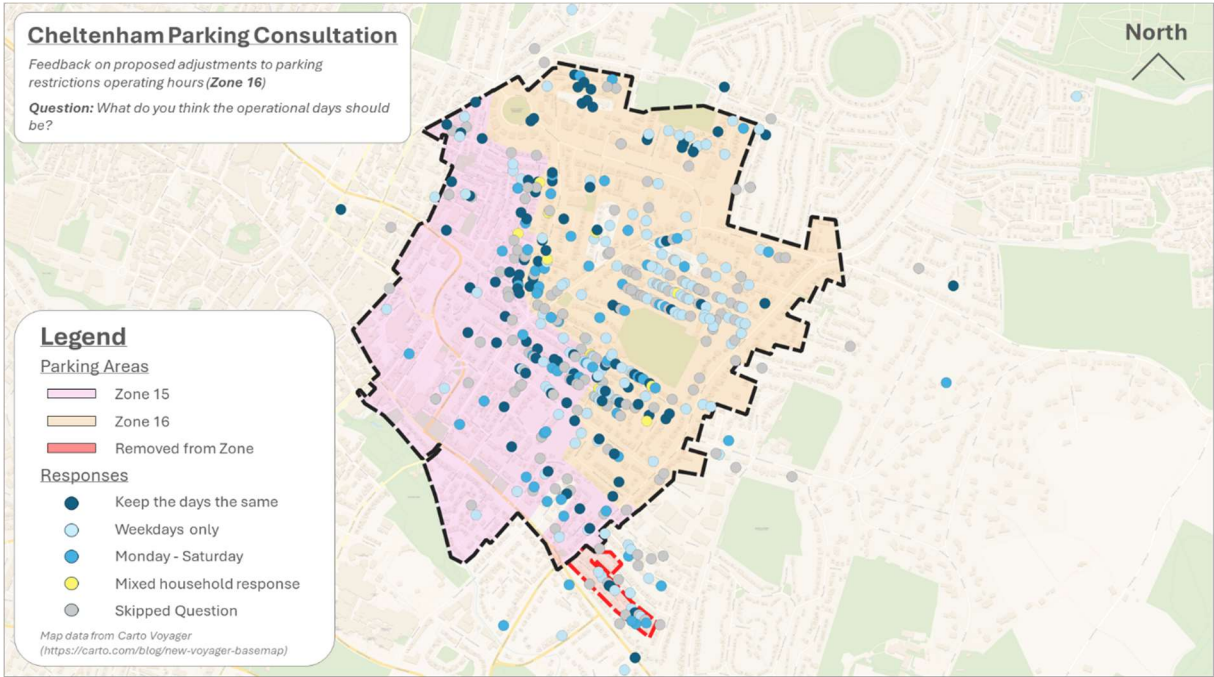 Cheltenham Parking Consultation
Feedback on proposed adjustments to parking
restrictions operating hours (Zone 16)
Question: What do you think the operational days should
be?
North
Legend
Parking Areas
Zone 15
Zone 16
Removed from Zone
Responses
Keep the days the same
Weekdays only
Monday - Saturday
Mixed household response
Skipped Question
Map data from Carto Voyager
(https://carto.com/blog/new-voyager-basemap)